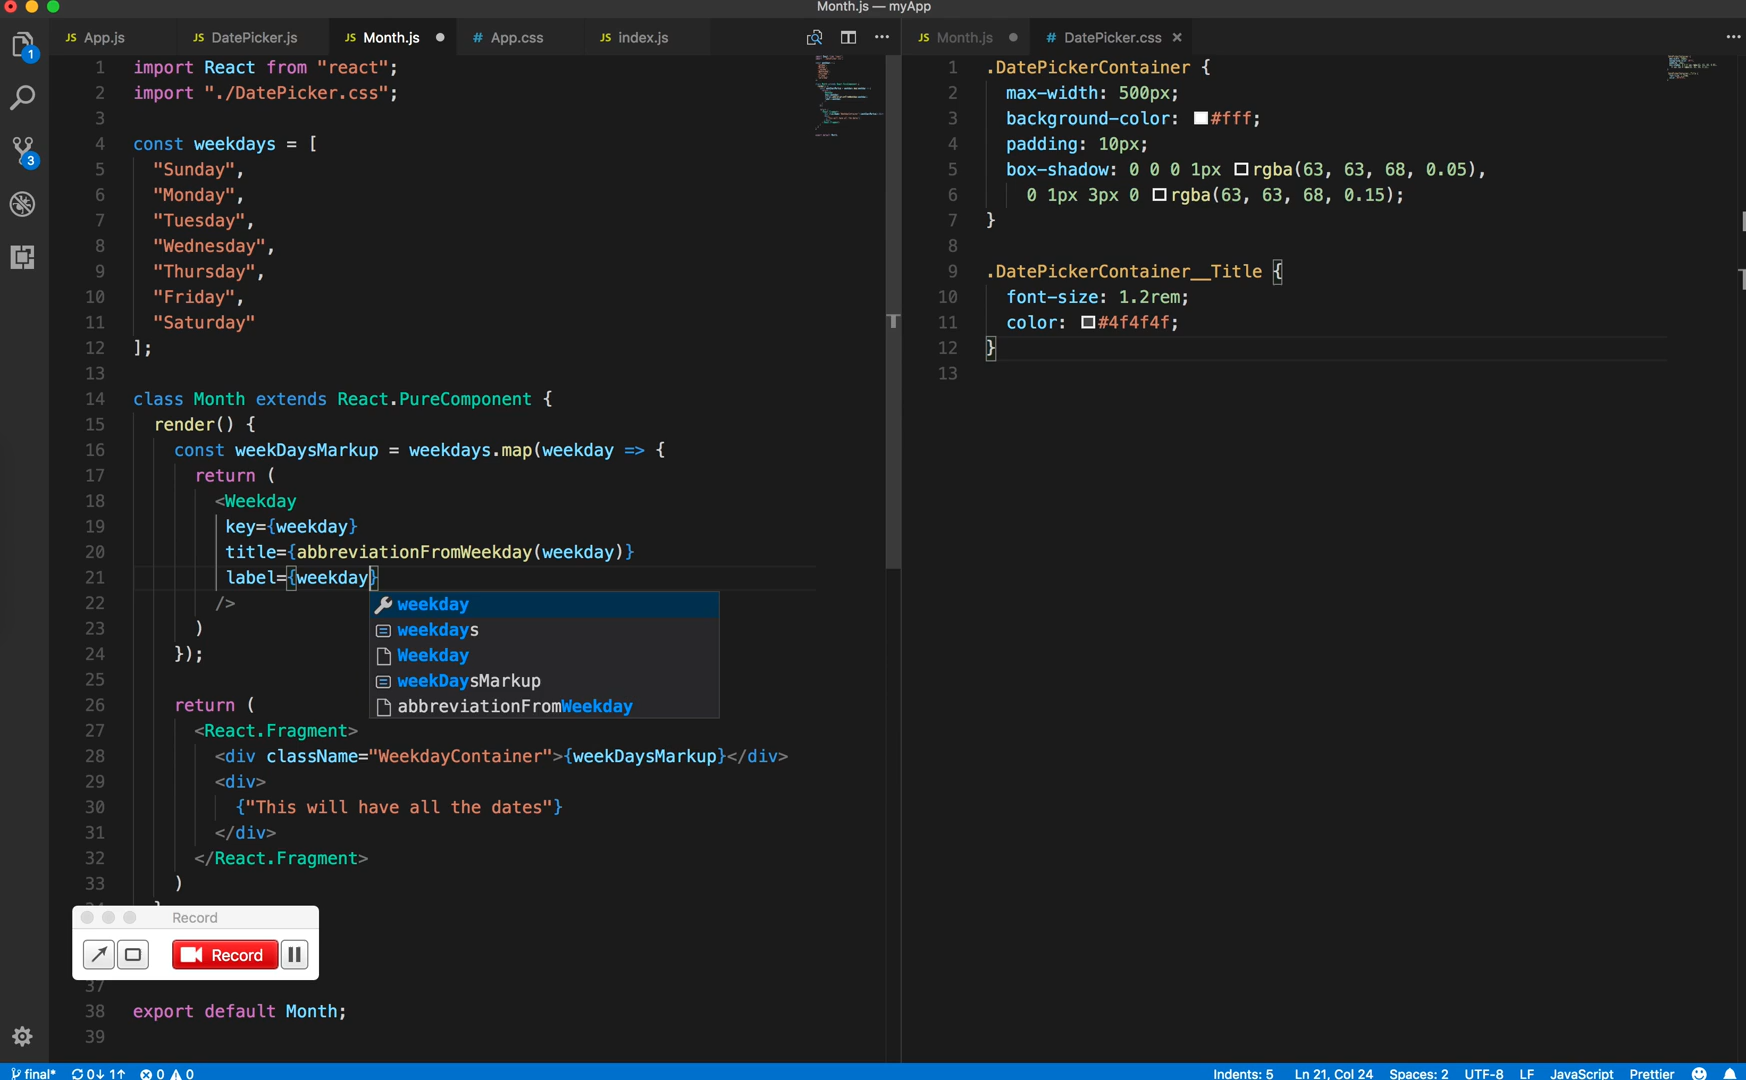 Month.js — myApp
JS App.js
JS DatePicker.js
JS Month.js
# App.css
JS index.js
JS Month.js
# DatePicker.css
1 import React from "react";
2 import "./DatePicker.css";
3
4 const weekdays = [
5 "Sunday",
6 "Monday",
7 "Tuesday",
8 "Wednesday",
9 "Thursday",
10 "Friday",
11 "Saturday"
12 ];
13
14 class Month extends React.PureComponent {
15 render() {
16 const weekDaysMarkup = weekdays.map(weekday => {
17 return (
18 <Weekday
19 key={weekday}
20 title={abbreviationFromWeekday(weekday)}
21 label={weekday}
22 />
23 )
24 });
25
26 return (
27 <React.Fragment>
28 <div className="WeekdayContainer">{weekDaysMarkup}</div>
29 <div>
30 {"This will have all the dates"}
31 </div>
32 </React.Fragment>
33 )
37
38 export default Month;
39
weekday
weekdays
Weekday
weekDaysMarkup
abbreviationFromWeekday
1 .DatePickerContainer {
2 max-width: 500px;
3 background-color: #fff;
4 padding: 10px;
5 box-shadow: 0 0 0 1px rgba(63, 63, 68, 0.05),
6 0 1px 3px 0 rgba(63, 63, 68, 0.15);
7 }
8
9 .DatePickerContainer__Title {
10 font-size: 1.2rem;
11 color: #4f4f4f;
12 }
13
1
3
Record
Record
final* 0↓ 1↑ 0 0
Indents: 5 Ln 21, Col 24 Spaces: 2 UTF-8 LF JavaScript Prettier